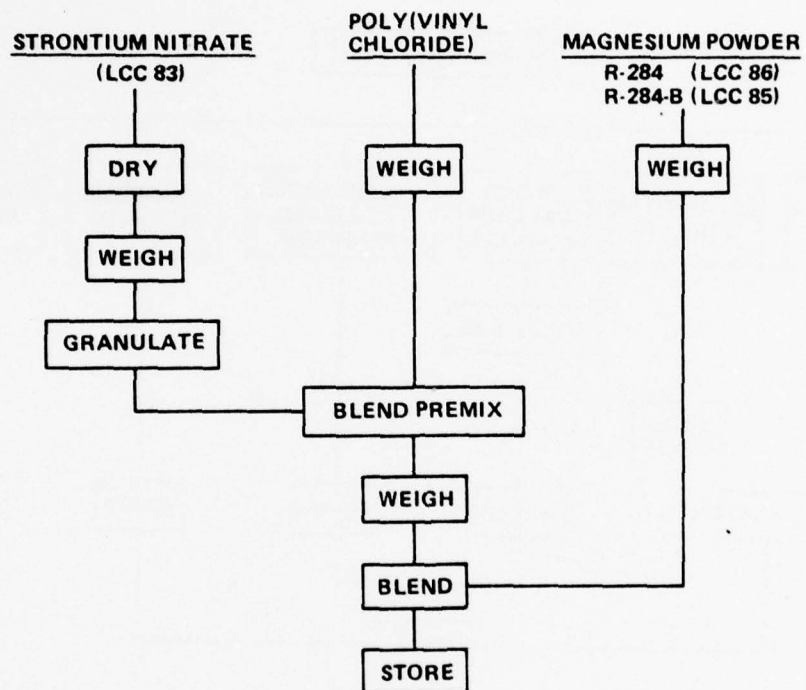 STRONTIUM NITRATE
(LCC 83)
POLY(VINYL
CHLORIDE)
MAGNESIUM POWDER
R-284 (LCC 86)
R-284-B (LCC 85)
DRY
WEIGH
WEIGH
WEIGH
GRANULATE
BLEND PREMIX
WEIGH
BLEND
STORE